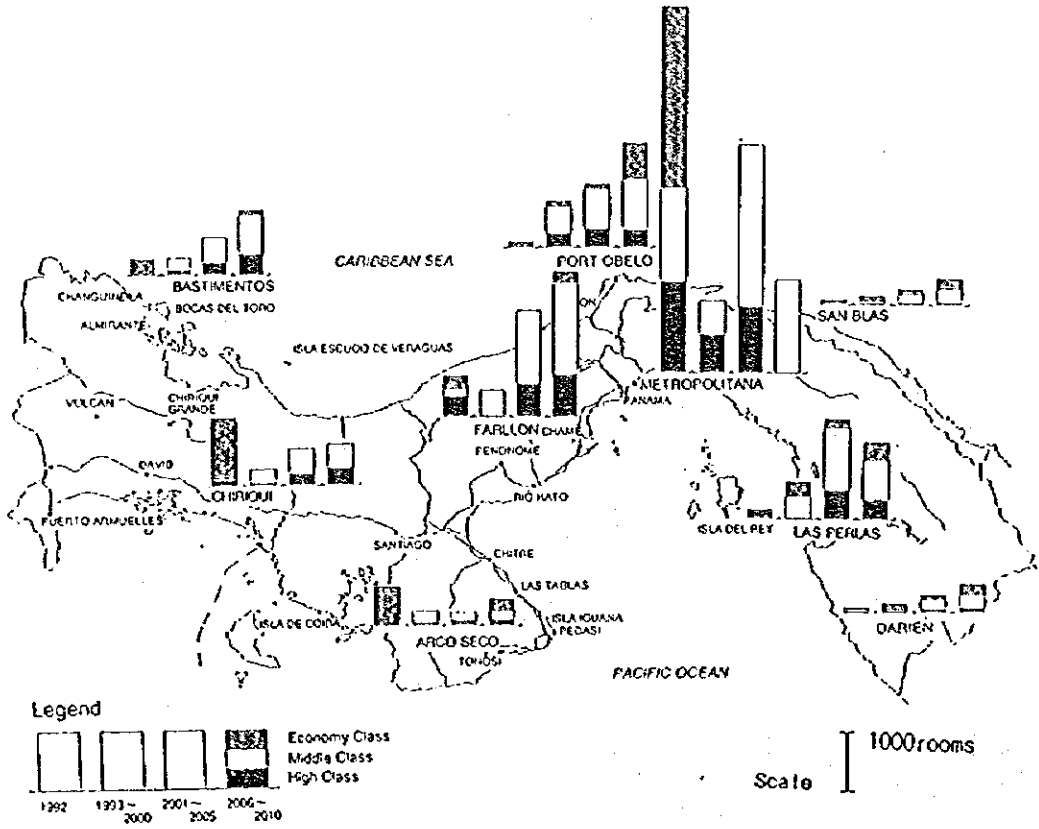 CARIBBEAN SEA
PORT OBELO
BASTIMENTOS
CHANGUINOLA
BOCAS DEL TORO
ALMIRANTE
SAN BLAS
ON
ISLA ESCUDO DE VERAGUAS
METROPOLITANA
PANAMA
CHIRIQUI
GRANDE
VULCAN
FARLLON
CHAME
PENONOME
DAVID
CHIRIQUI
RIO HATO
PUERTO ARMUELLES
ISLA DEL REY
LAS PERLAS
SANTIAGO
CHITRE
LAS TABLAS
ISLA DE COIDA
ISLA IGUANA
PEDASI
ARCO SECO
TONOSI
DARIEN
PACIFIC OCEAN
Legend
Economy Class
Middle Class
High Class
1992
1993~
2000
2001~
2005
2006~
2010
Scale
1000rooms